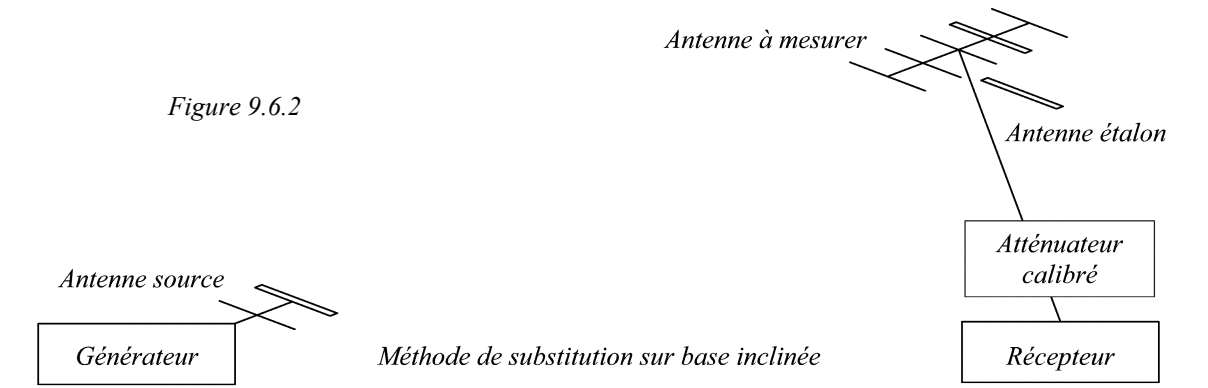 Antenne à mesurer
Figure 9.6.2
Antenne étalon
Atténuateur
calibré
Antenne source
Générateur
Méthode de substitution sur base inclinée
Récepteur